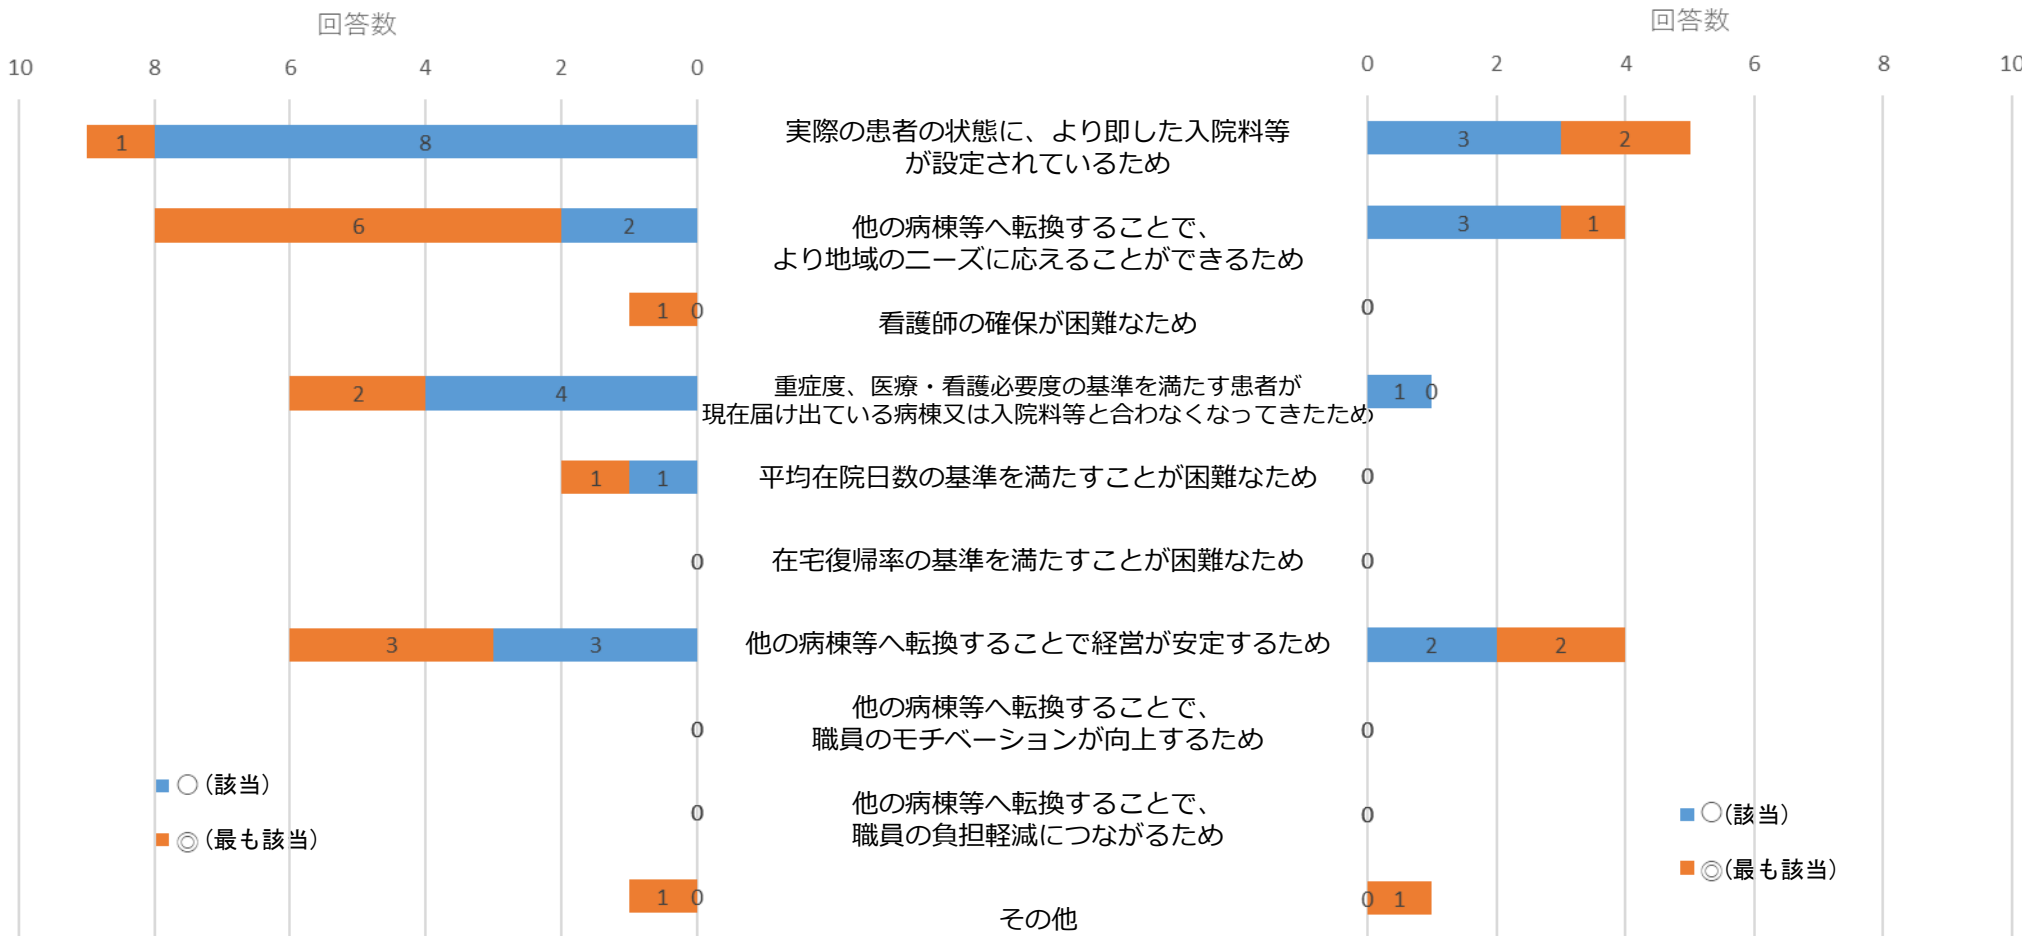 回答数
回答数
10 8 6 4 2 0
0 2 4 6 8 10
1 8
実際の患者の状態に、より即した入院料等
が設定されているため
3 2
6 2
他の病棟等へ転換することで、
より地域のニーズに応えることができるため
3 1
1 0
看護師の確保が困難なため
0
2 4
重症度、医療・看護必要度の基準を満たす患者が
現在届け出ている病棟又は入院料等と合わなくなってきたため
1 0
1 1
平均在院日数の基準を満たすことが困難なため
0
0
在宅復帰率の基準を満たすことが困難なため
0
3 3
他の病棟等へ転換することで経営が安定するため
2 2
0
他の病棟等へ転換することで、
職員のモチベーションが向上するため
0
0
他の病棟等へ転換することで、
職員の負担軽減につながるため
0
1 0
その他
0 1
○(該当)
◎(最も該当)
○(該当)
◎(最も該当)